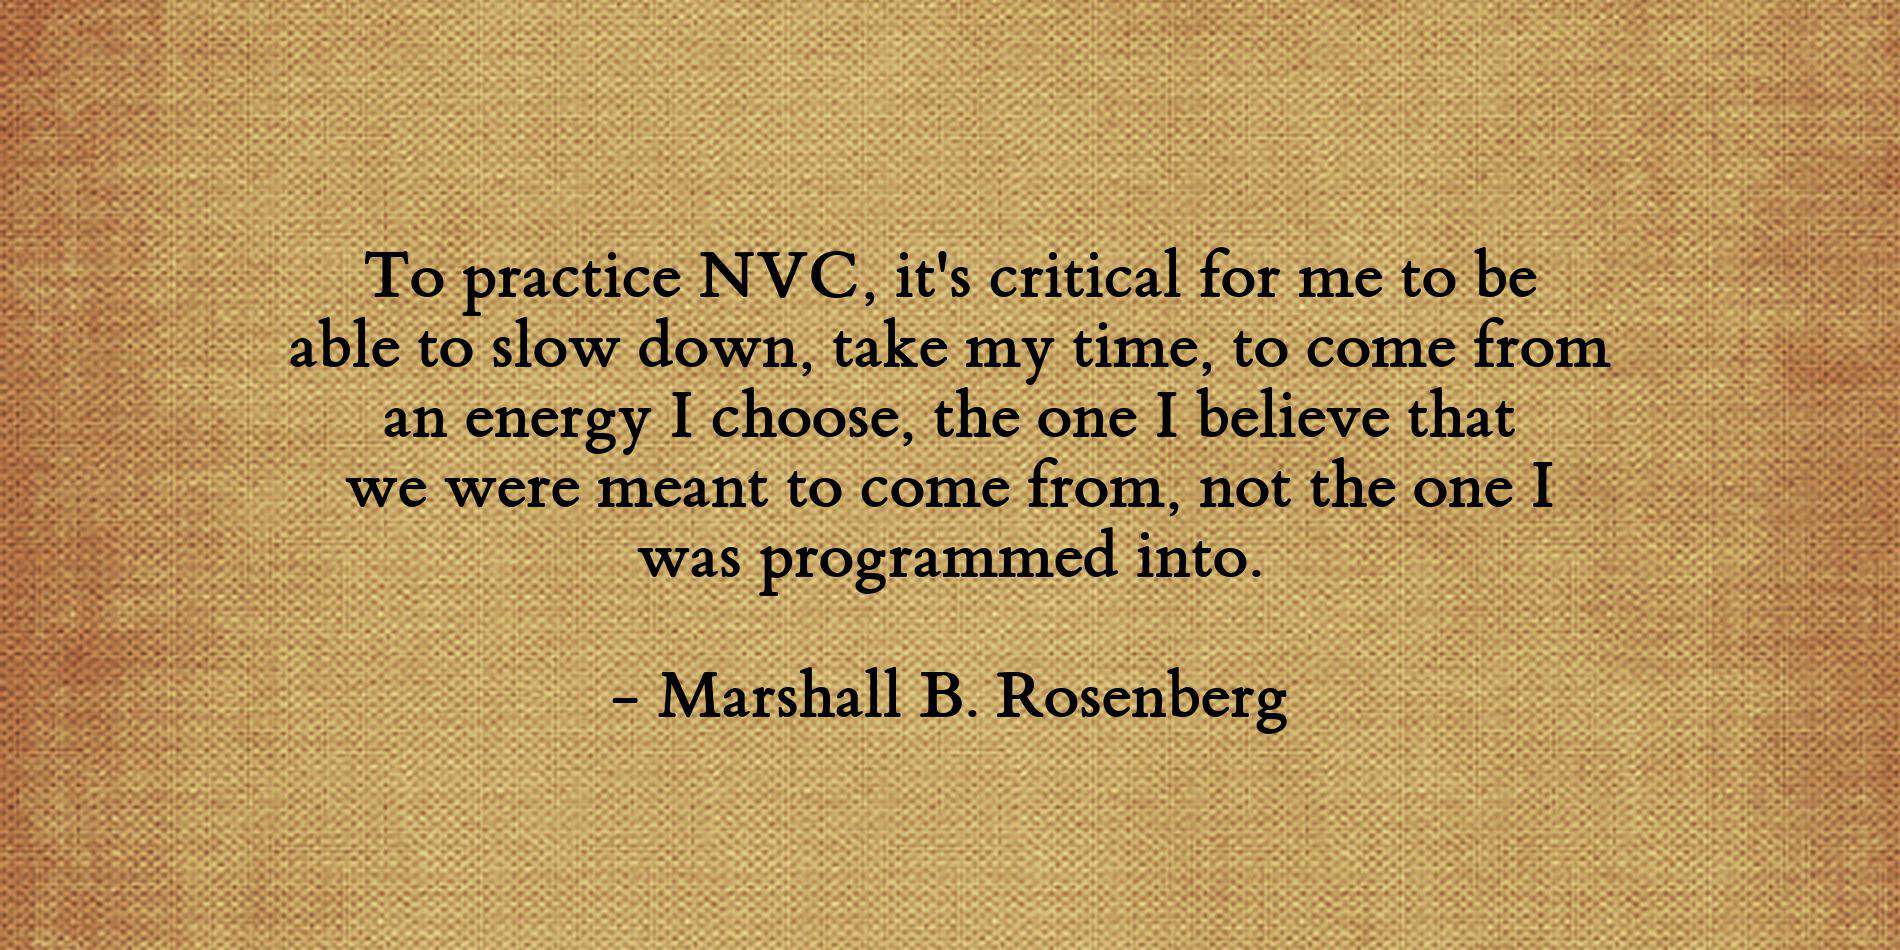 To practice NVC, it's critical for me to be
able to slow down, take my time, to come from
an energy I choose, the one I believe that
we were meant to come from, not the one I
was programmed into.
– Marshall B. Rosenberg